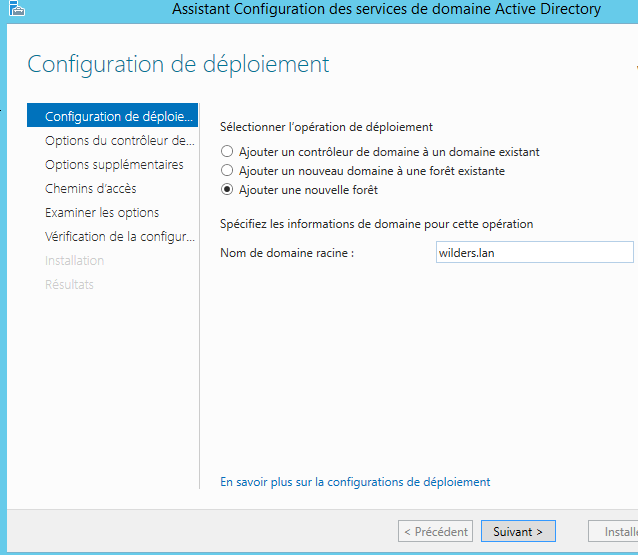 Assistant Configuration des services de domaine Active Directory
Configuration de déploiement
Configuration de déploie...
Options du contrôleur de...
Options supplémentaires
Chemins d'accès
Examiner les options
Vérification de la configur...
Installation
Résultats
Sélectionner l'opération de déploiement
Ajouter un contrôleur de domaine à un domaine existant
Ajouter un nouveau domaine à une forêt existante
Ajouter une nouvelle forêt
Spécifiez les informations de domaine pour cette opération
Nom de domaine racine : wilders.lan
En savoir plus sur la configurations de déploiement
< Précédent Suivant > Installe